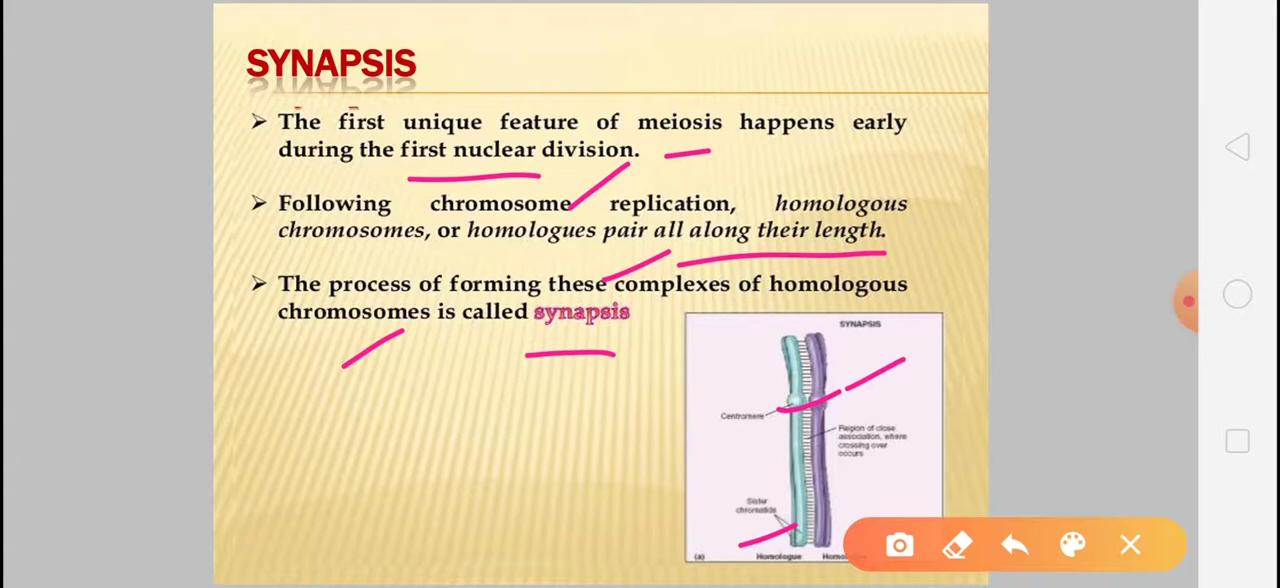 SYNAPSIS
The first unique feature of meiosis happens early
during the first nuclear division.
Following chromosome replication, homologous
chromosomes, or homologues pair all along their length.
The process of forming these complexes of homologous
chromosomes is called synapsis
SYNAPSIS
Centromere
Region of close
association, where
crossing over
occurs
Sister
chromatids
(a) Homologue